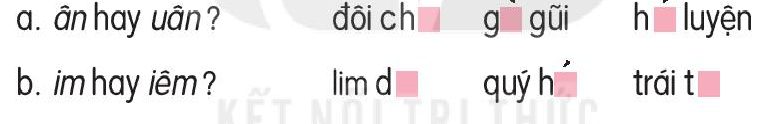 a. ân hay uân? đôi ch g` gũi h´ luyện
b. im hay iêm? lim d quý h´ trái t
KẾT NỐI TRI THỨC